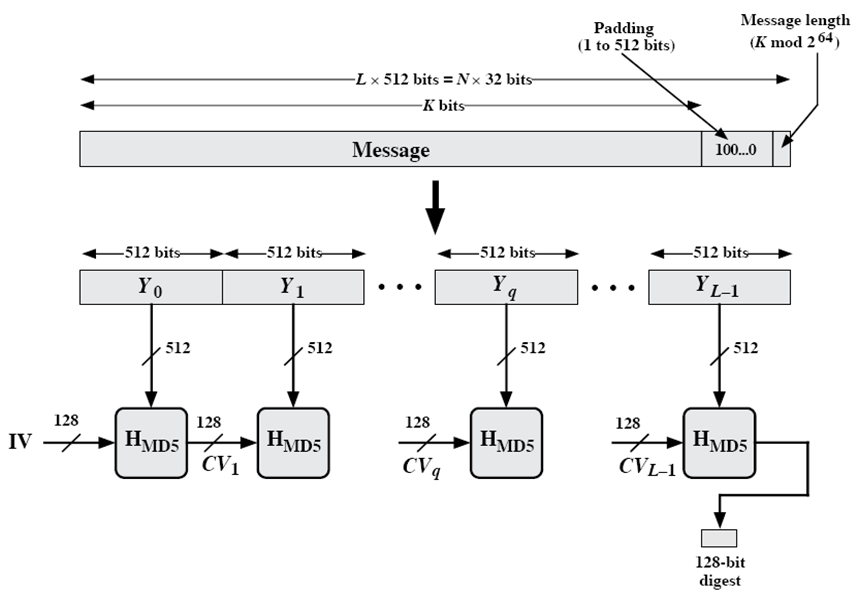 Padding
(1 to 512 bits)
Message length
(K mod 2^64)
L × 512 bits = N × 32 bits
K bits
Message
100...0
512 bits
512 bits
512 bits
512 bits
Y0
Y1
• • •
Yq
• • •
YL–1
512
512
512
512
IV
128
HMD5
128
CV1
HMD5
128
CVq
HMD5
128
CVL–1
HMD5
128-bit
digest